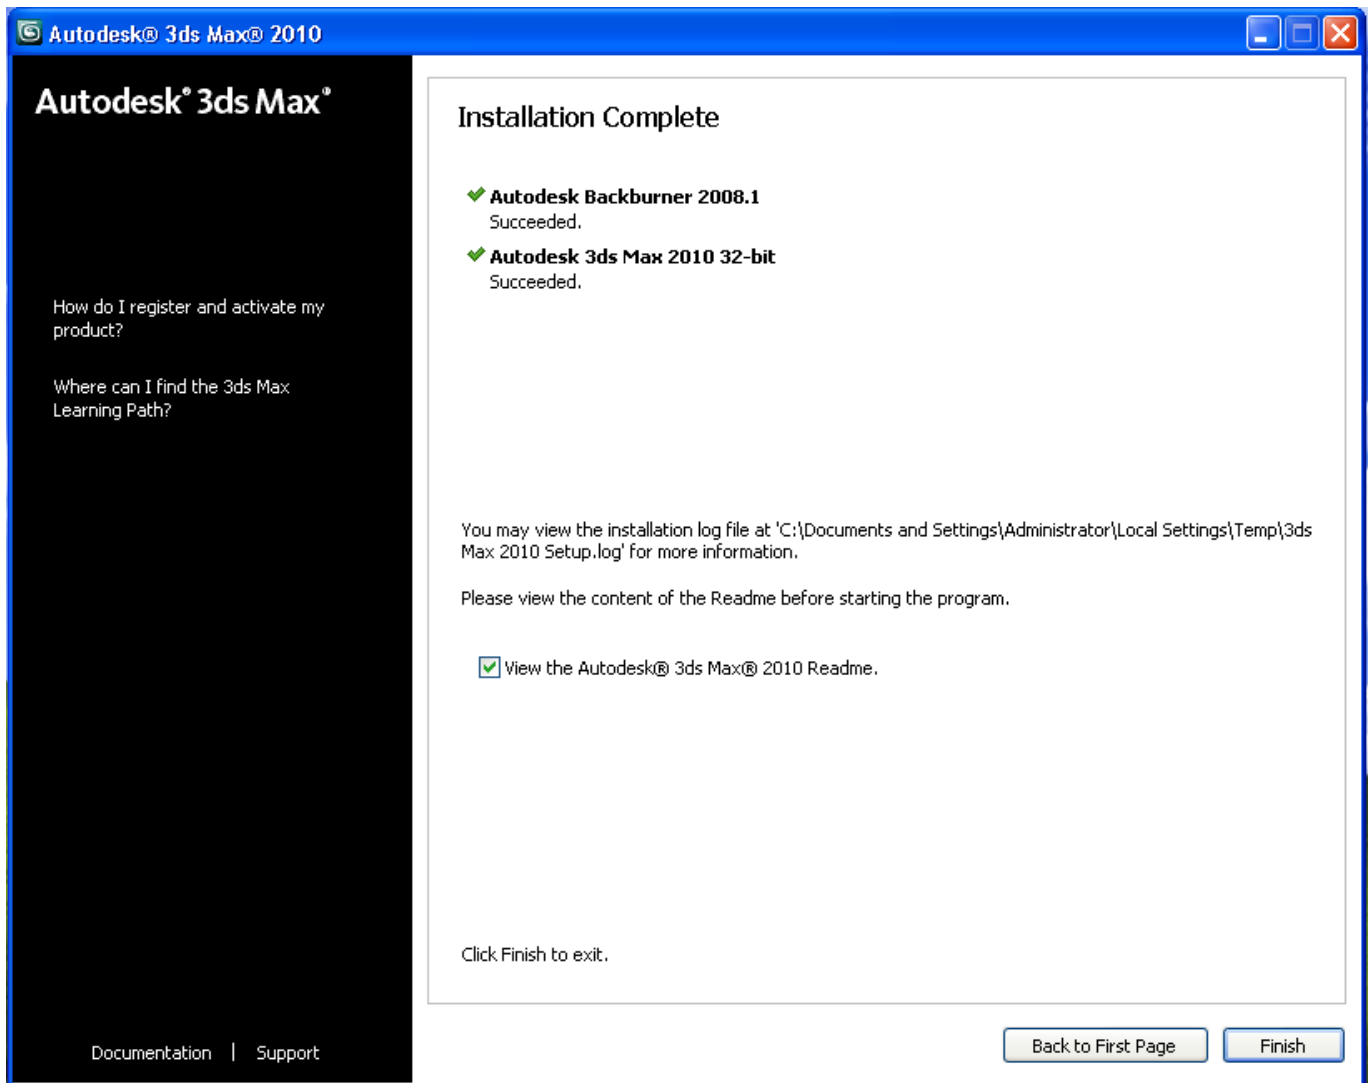 Autodesk® 3ds Max® 2010
Autodesk® 3ds Max®
How do I register and activate my
product?
Where can I find the 3ds Max
Learning Path?
Documentation | Support
Installation Complete
Autodesk Backburner 2008.1
Succeeded.
Autodesk 3ds Max 2010 32-bit
Succeeded.
You may view the installation log file at 'C:\Documents and Settings\Administrator\Local Settings\Temp\3ds
Max 2010 Setup.log' for more information.
Please view the content of the Readme before starting the program.
View the Autodesk® 3ds Max® 2010 Readme.
Click Finish to exit.
Back to First Page
Finish